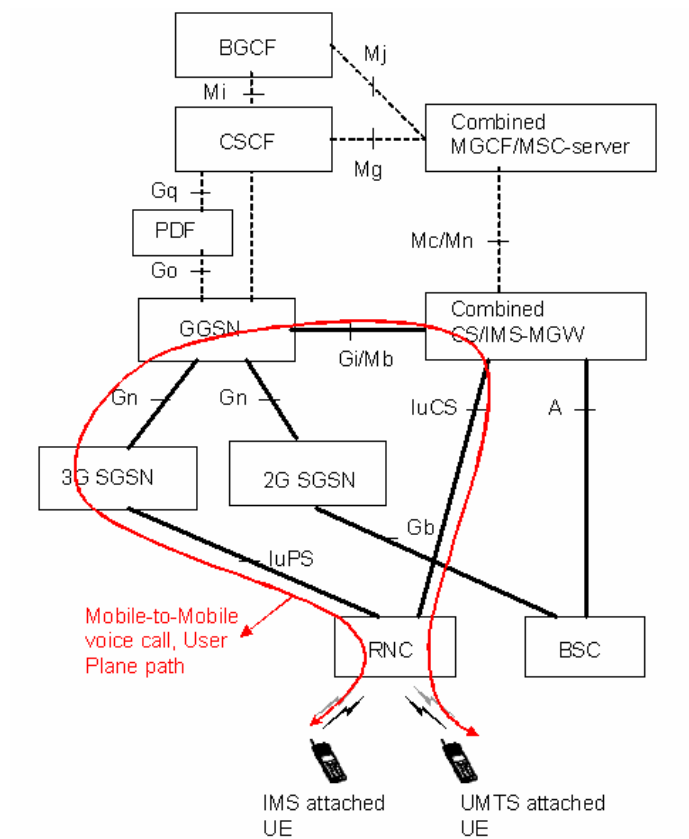 BGCF
Mj
Mi
CSCF
Combined
MGCF/MSC-server
Mg
Gq
PDF
Mc/Mn
Go
GGSN
Combined
CS/IMS-MGW
Gi/Mb
Gn
Gn
IuCS
A
3G SGSN
2G SGSN
Gb
IuPS
Mobile-to-Mobile
voice call, User
Plane path
RNC
BSC
IMS attached
UE
UMTS attached
UE